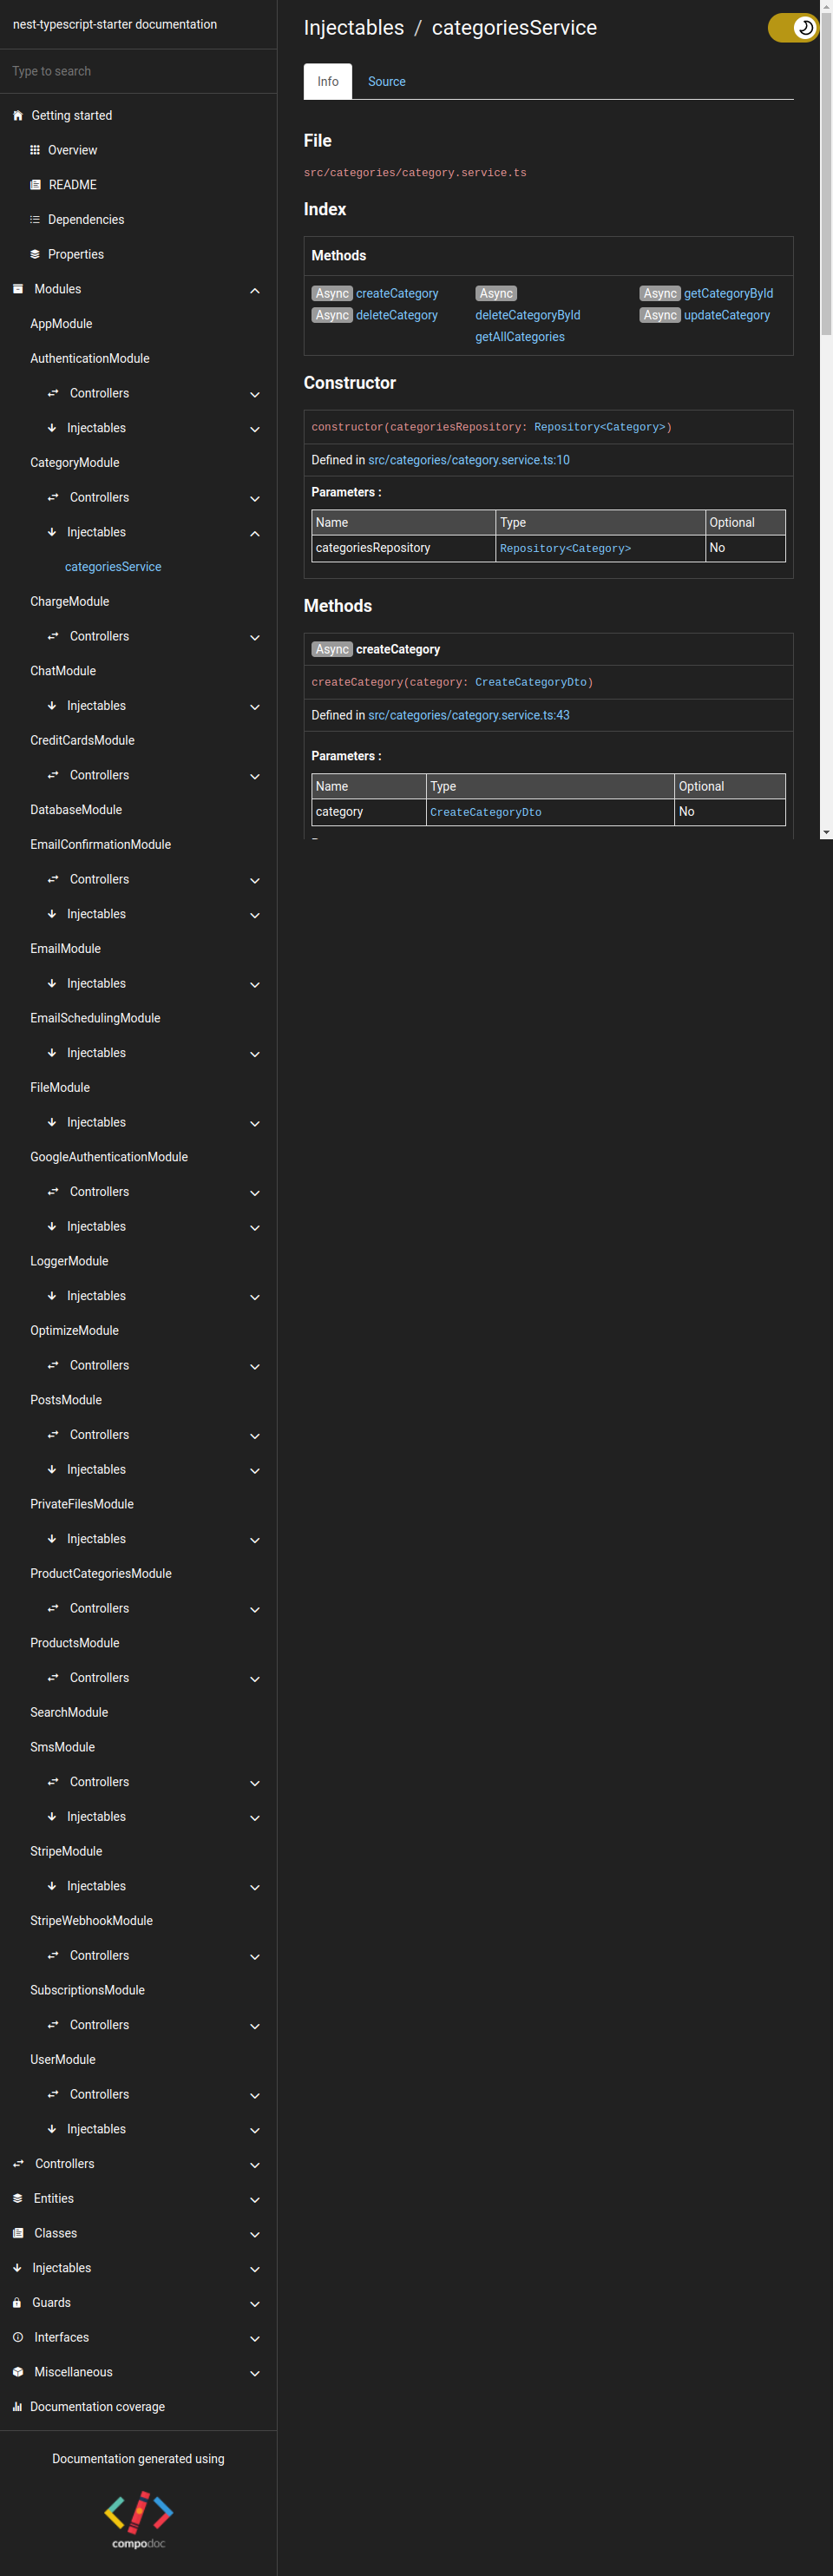 nest-typescript-starter documentation
Type to search
Getting started
Overview
README
Dependencies
Properties
Modules
AppModule
AuthenticationModule
Controllers
Injectables
CategoryModule
Controllers
Injectables
categoriesService
ChargeModule
Controllers
ChatModule
Injectables
CreditCardsModule
Controllers
DatabaseModule
EmailConfirmationModule
Controllers
Injectables
EmailModule
Injectables
EmailSchedulingModule
Injectables
FileModule
Injectables
GoogleAuthenticationModule
Controllers
Injectables
LoggerModule
Injectables
OptimizeModule
Controllers
PostsModule
Controllers
Injectables
PrivateFilesModule
Injectables
ProductCategoriesModule
Controllers
ProductsModule
Controllers
SearchModule
SmsModule
Controllers
Injectables
StripeModule
Injectables
StripeWebhookModule
Controllers
SubscriptionsModule
Controllers
UserModule
Controllers
Injectables
Controllers
Entities
Classes
Injectables
Guards
Interfaces
Miscellaneous
Documentation coverage
Documentation generated using
compodoc
Injectables / categoriesService
Info Source
File
src/categories/category.service.ts
Index
Methods
Async createCategory
Async deleteCategory
Async
deleteCategoryById
getAllCategories
Async getCategoryById
Async updateCategory
Constructor
constructor(categoriesRepository: Repository<Category>)
Defined in src/categories/category.service.ts:10
Parameters :
Name Type Optional
categoriesRepository Repository<Category> No
Methods
Async createCategory
createCategory(category: CreateCategoryDto)
Defined in src/categories/category.service.ts:43
Parameters :
Name Type Optional
category CreateCategoryDto No